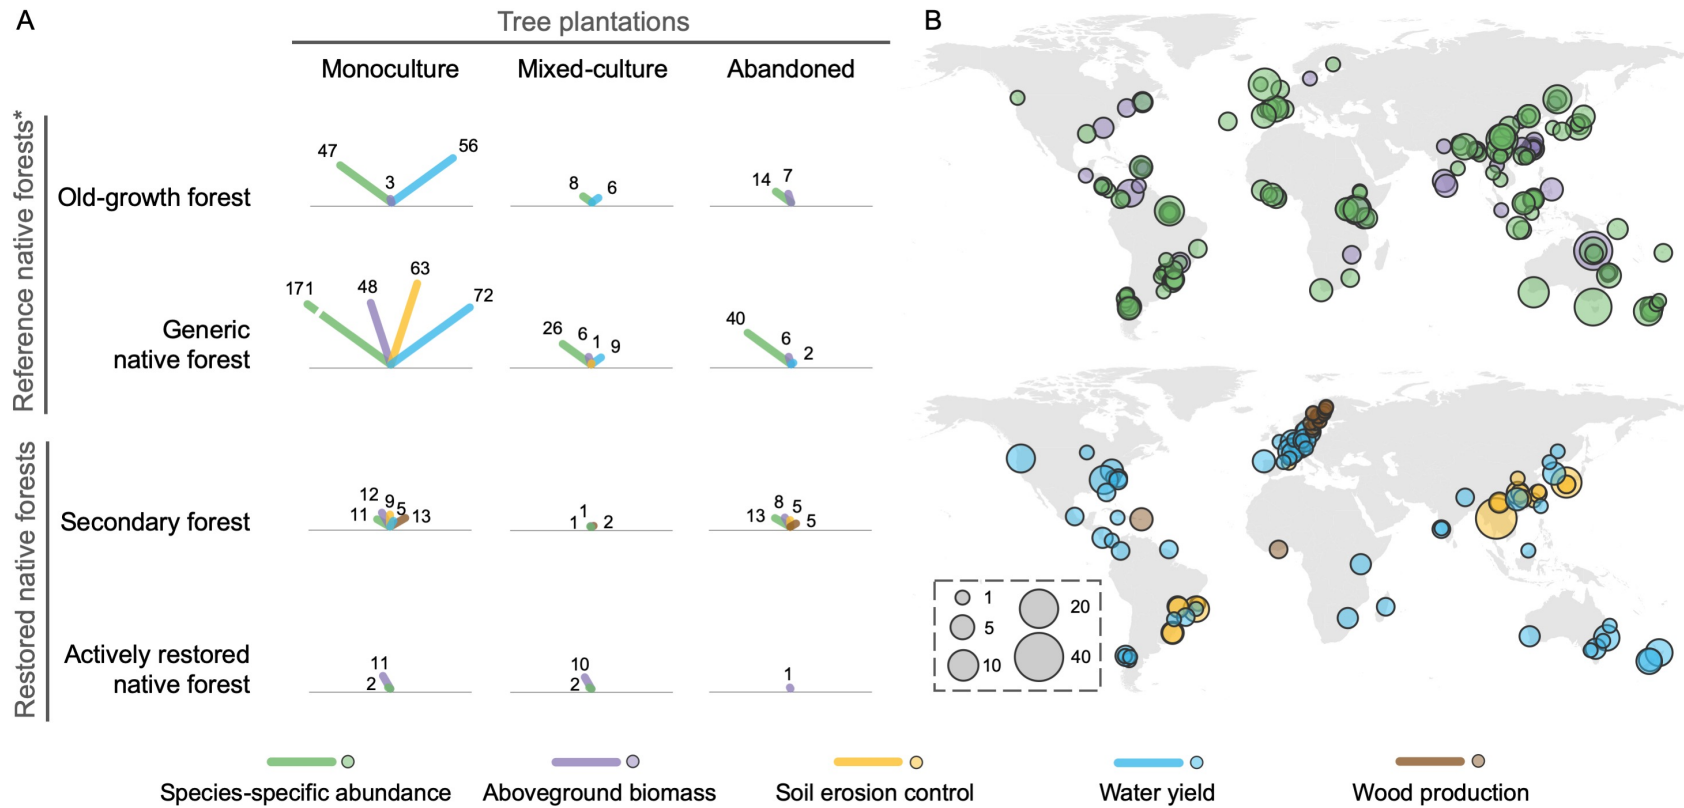 A
Tree plantations
Monoculture Mixed-culture Abandoned
Reference native forests*
Old-growth forest
47 3 56
8 6
14 7
Generic
native forest
171 48 63 72
26 6 1 9
40 6 2
Restored native forests
Secondary forest
11 12 9 5 13
1 1 2
13 8 5 5
Actively restored
native forest
11 2
10 2
1
B
1 20
5
10 40
Species-specific abundance Aboveground biomass Soil erosion control Water yield Wood production